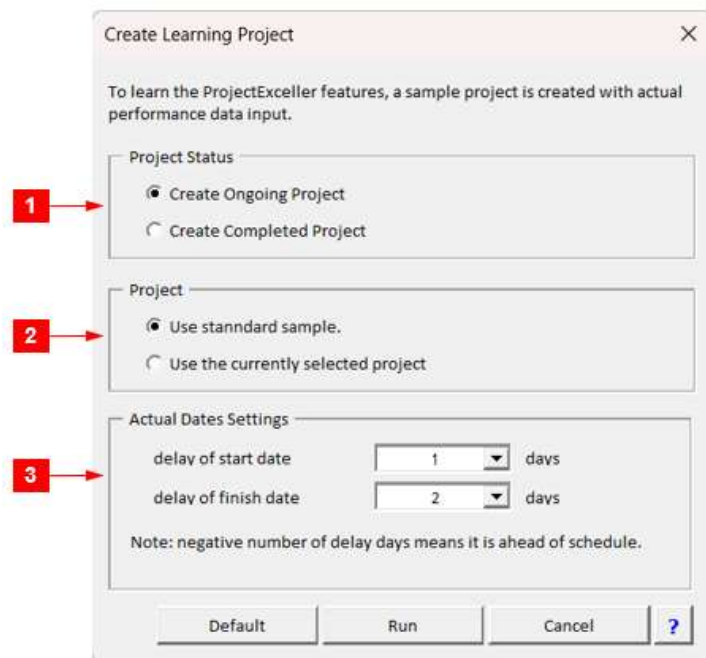 Create Learning Project
To learn the ProjectExceller features, a sample project is created with actual
performance data input.
Project Status
1
Create Ongoing Project
Create Completed Project
Project
2
Use stanndard sample.
Use the currently selected project
Actual Dates Settings
3
delay of start date 1 days
delay of finish date 2 days
Note: negative number of delay days means it is ahead of schedule.
Default Run Cancel ?